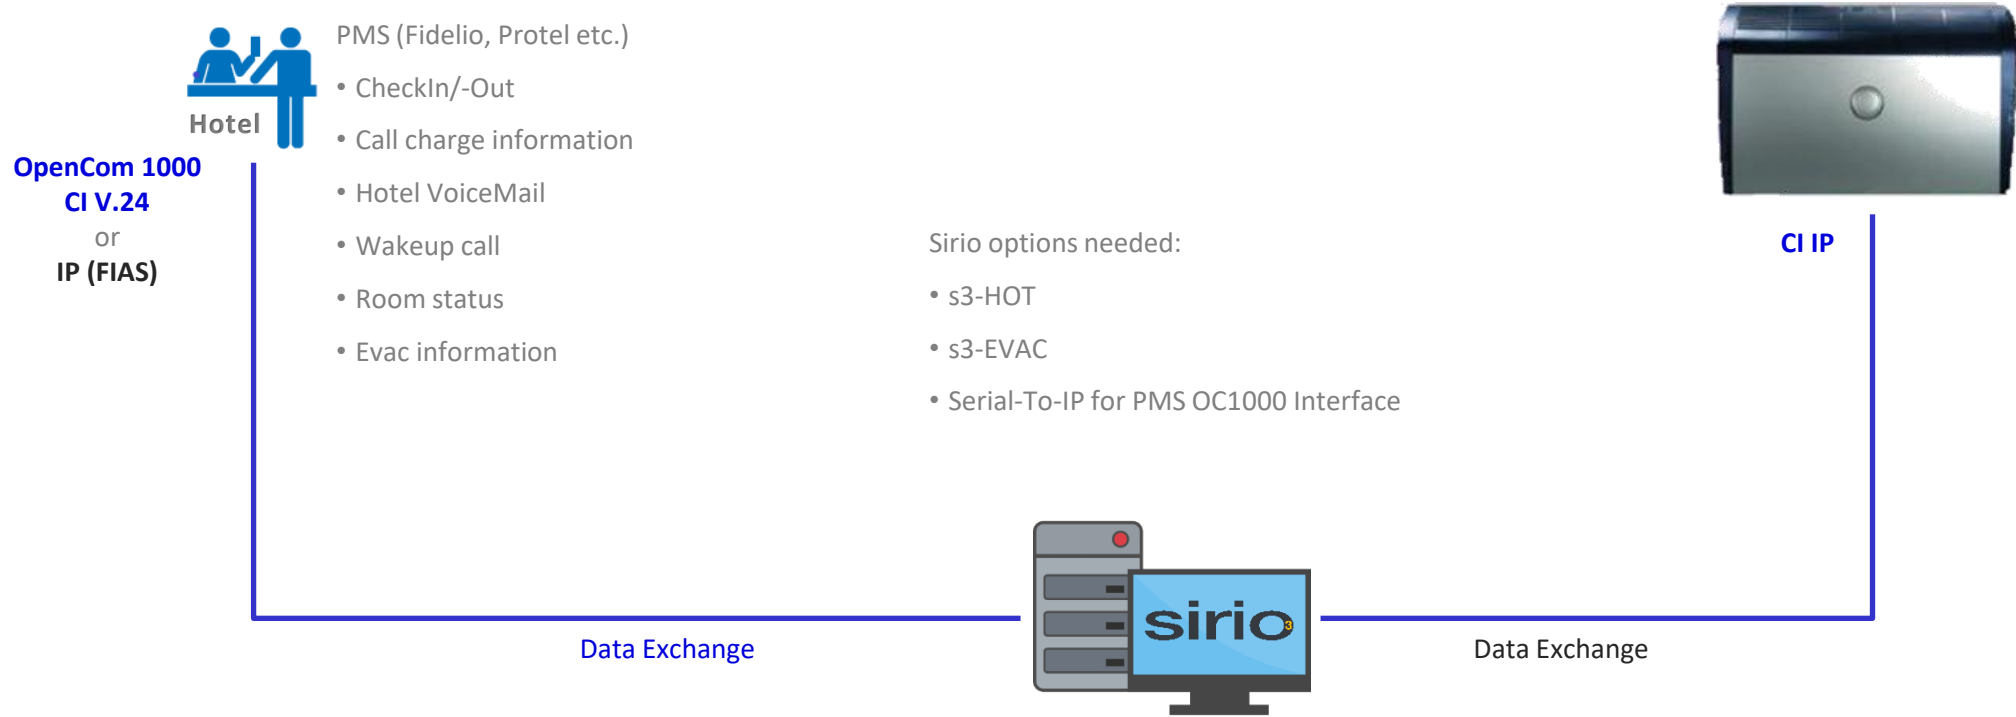 PMS (Fidelio, Protel etc.)
• CheckIn/-Out
• Call charge information
• Hotel VoiceMail
• Wakeup call
• Room status
• Evac information
Hotel
OpenCom 1000
CI V.24
or
IP (FIAS)
Sirio options needed:
• s3-HOT
• s3-EVAC
• Serial-To-IP for PMS OC1000 Interface
CI IP
sirio3
Data Exchange
Data Exchange